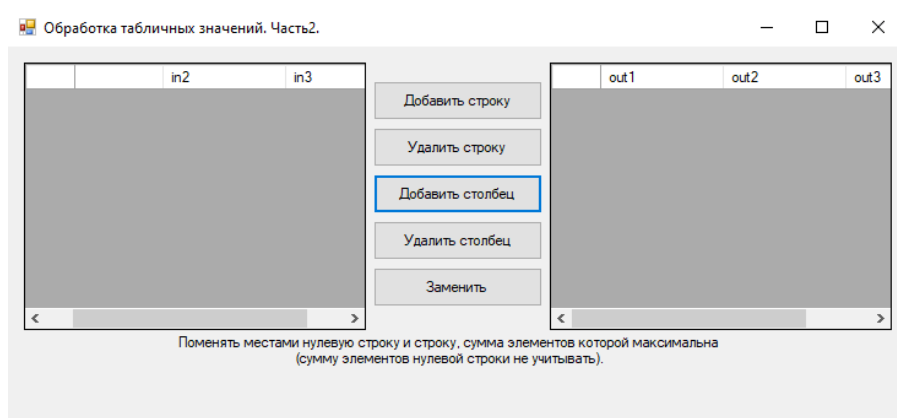 Обработка табличных значений. Часть2.
in2 in3
out1 out2 out3
Добавить строку
Удалить строку
Добавить столбец
Удалить столбец
Заменить
Поменять местами нулевую строку и строку, сумма элементов которой максимальна
(сумму элементов нулевой строки не учитывать).